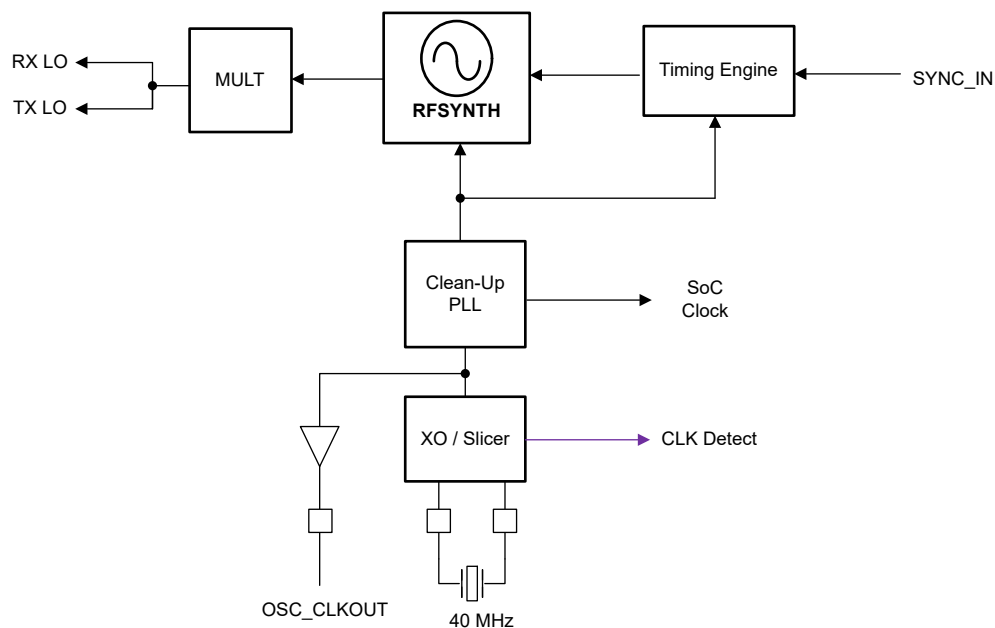 RX LO
TX LO
MULT
RFSYNTH
Timing Engine
SYNC_IN
Clean-Up
PLL
SoC
Clock
XO / Slicer
CLK Detect
OSC_CLKOUT
40 MHz